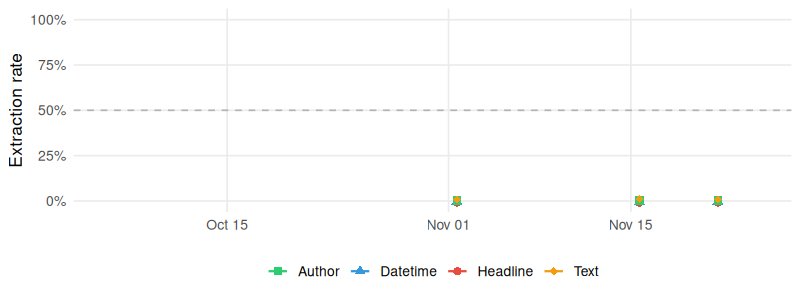 Extraction rate
100%
75%
50%
25%
0%
Oct 15 Nov 01 Nov 15
Author Datetime Headline Text